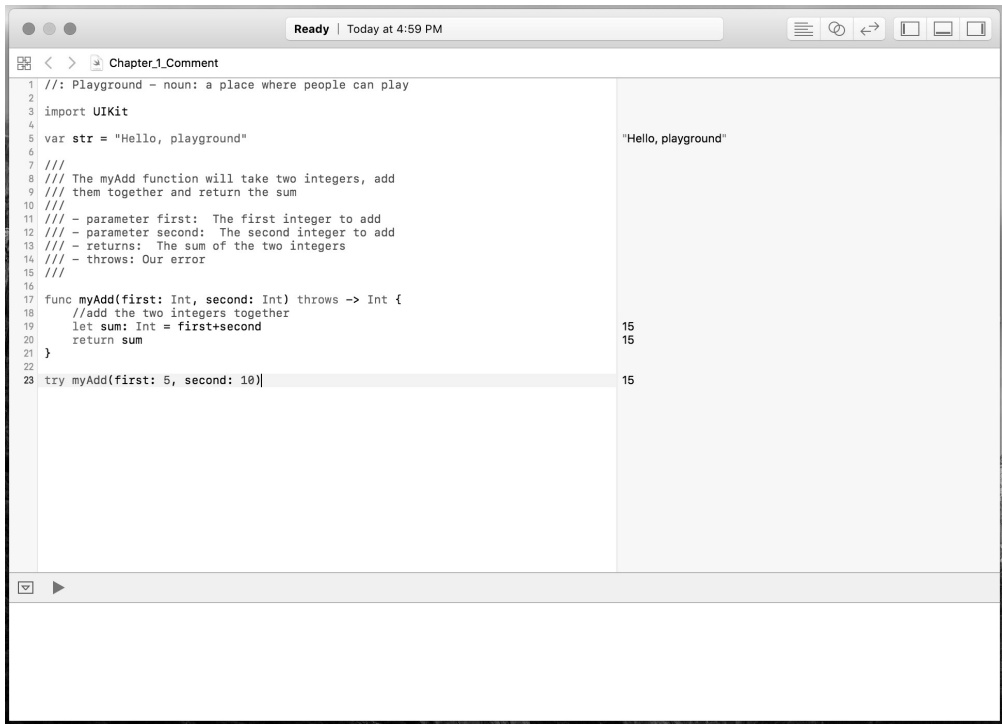 Ready | Today at 4:59 PM
Chapter_1_Comment
1 //: Playground – noun: a place where people can play
2
3 import UIKit
4
5 var str = "Hello, playground" "Hello, playground"
6
7 ///
8 /// The myAdd function will take two integers, add
9 /// them together and return the sum
10 ///
11 /// – parameter first:  The first integer to add
12 /// – parameter second:  The second integer to add
13 /// – returns:  The sum of the two integers
14 /// – throws: Our error
15 ///
16
17 func myAdd(first: Int, second: Int) throws –> Int {
18     //add the two integers together
19     let sum: Int = first+second 15
20     return sum 15
21 }
22
23 try myAdd(first: 5, second: 10) 15